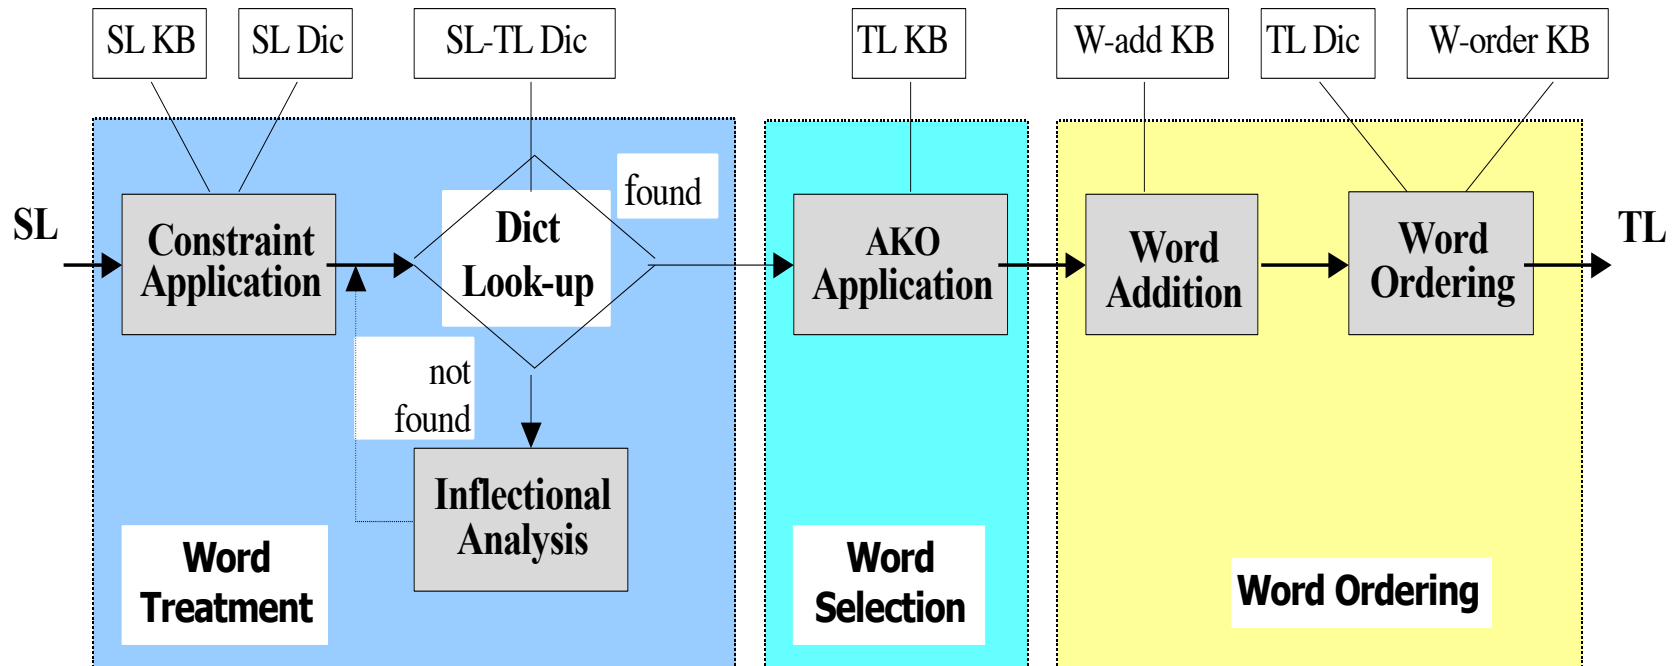 SL KB
SL Dic
SL-TL Dic
TL KB
W-add KB
TL Dic
W-order KB
SL
Constraint
Application
Dict
Look-up
found
not
found
Inflectional
Analysis
Word
Treatment
AKO
Application
Word
Selection
Word
Addition
Word
Ordering
TL
Word Ordering